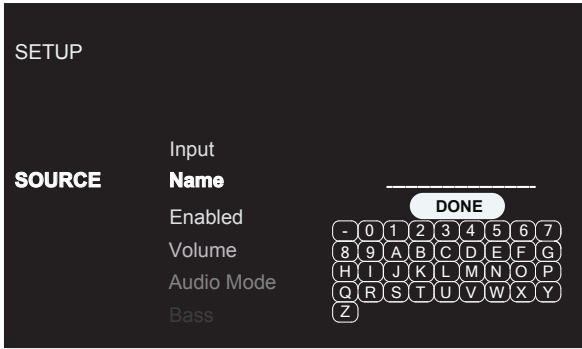 SETUP
Input
SOURCE Name ________________
DONE
Enabled
- 0 1 2 3 4 5 6 7
Volume
8 9 A B C D E F G
H I J K L M N O P
Audio Mode
Q R S T U V W X Y
Bass
Z